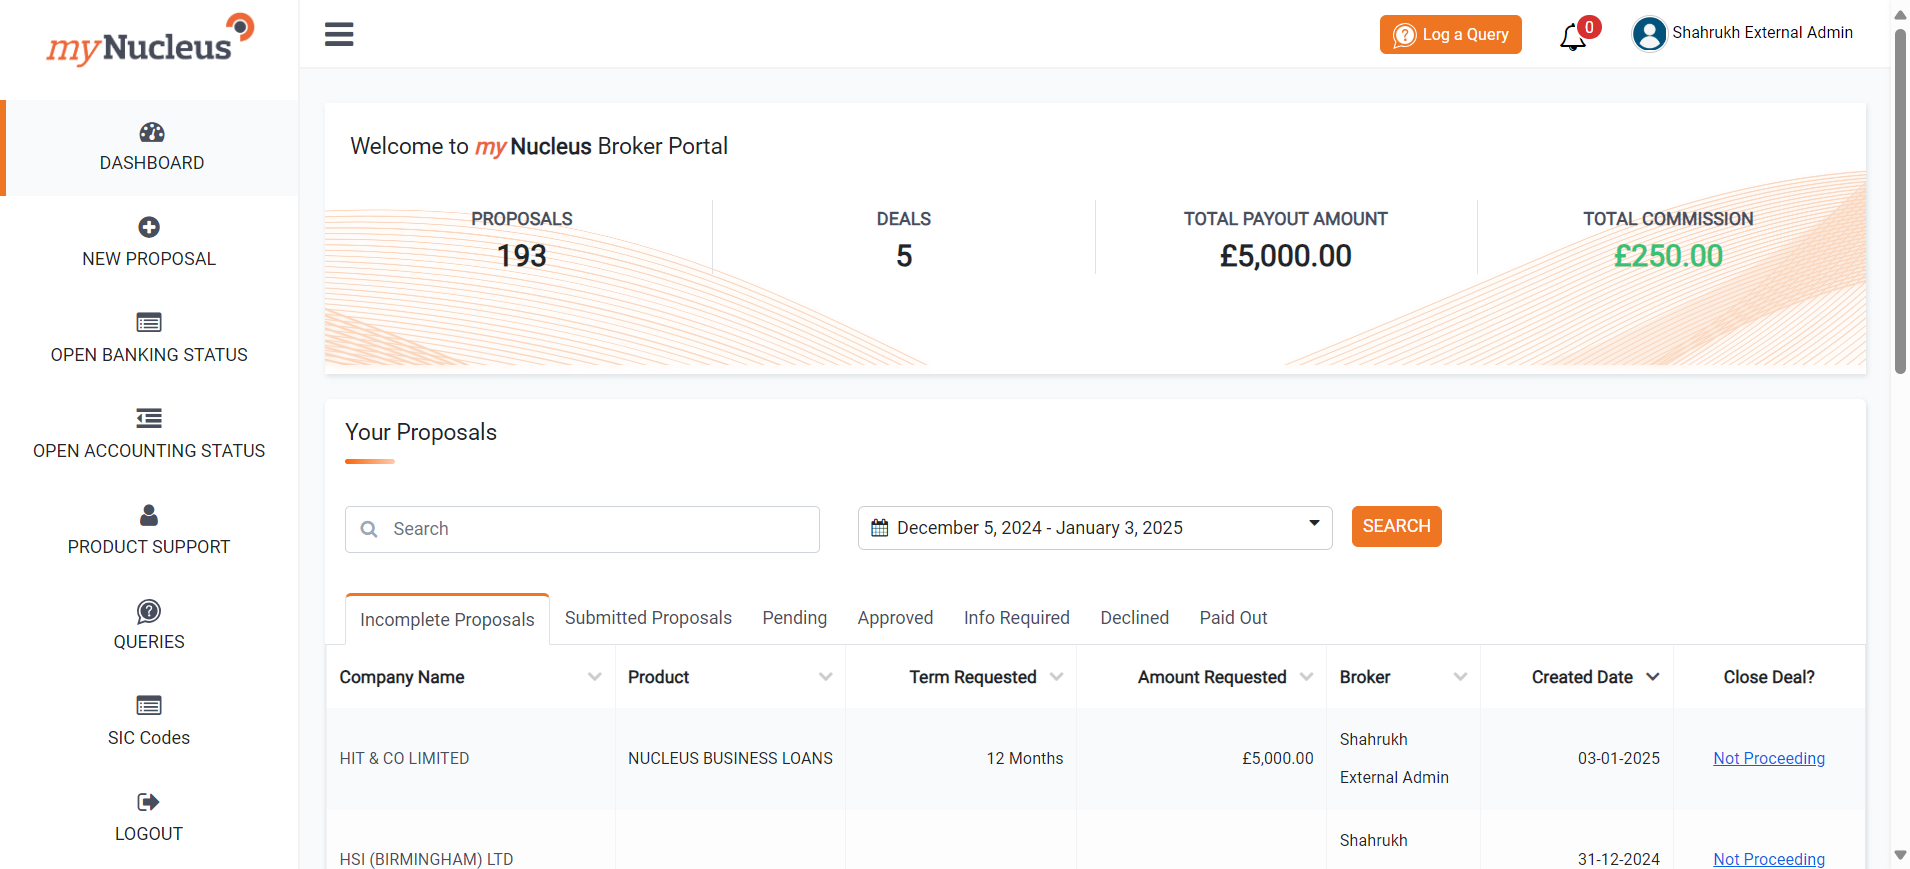 myNucleus
Log a Query
0
Shahrukh External Admin
DASHBOARD
NEW PROPOSAL
OPEN BANKING STATUS
OPEN ACCOUNTING STATUS
PRODUCT SUPPORT
QUERIES
SIC Codes
LOGOUT
Welcome to my Nucleus Broker Portal
PROPOSALS
193
DEALS
5
TOTAL PAYOUT AMOUNT
£5,000.00
TOTAL COMMISSION
£250.00
Your Proposals
Search
December 5, 2024 - January 3, 2025
SEARCH
Incomplete Proposals Submitted Proposals Pending Approved Info Required Declined Paid Out
Company Name Product Term Requested Amount Requested Broker Created Date Close Deal?
HIT & CO LIMITED NUCLEUS BUSINESS LOANS 12 Months £5,000.00 Shahrukh
External Admin 03-01-2025 Not Proceeding
HSI (BIRMINGHAM) LTD Shahrukh 31-12-2024 Not Proceeding